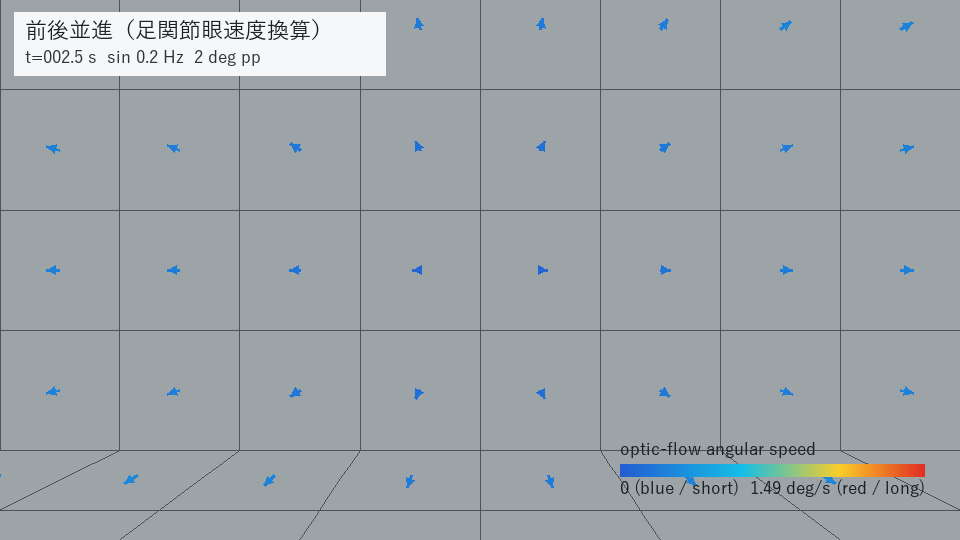 前後並進（足関節眼速度換算）
t=002.5 s  sin 0.2 Hz  2 deg pp
optic-flow angular speed
0 (blue / short)  1.49 deg/s (red / long)